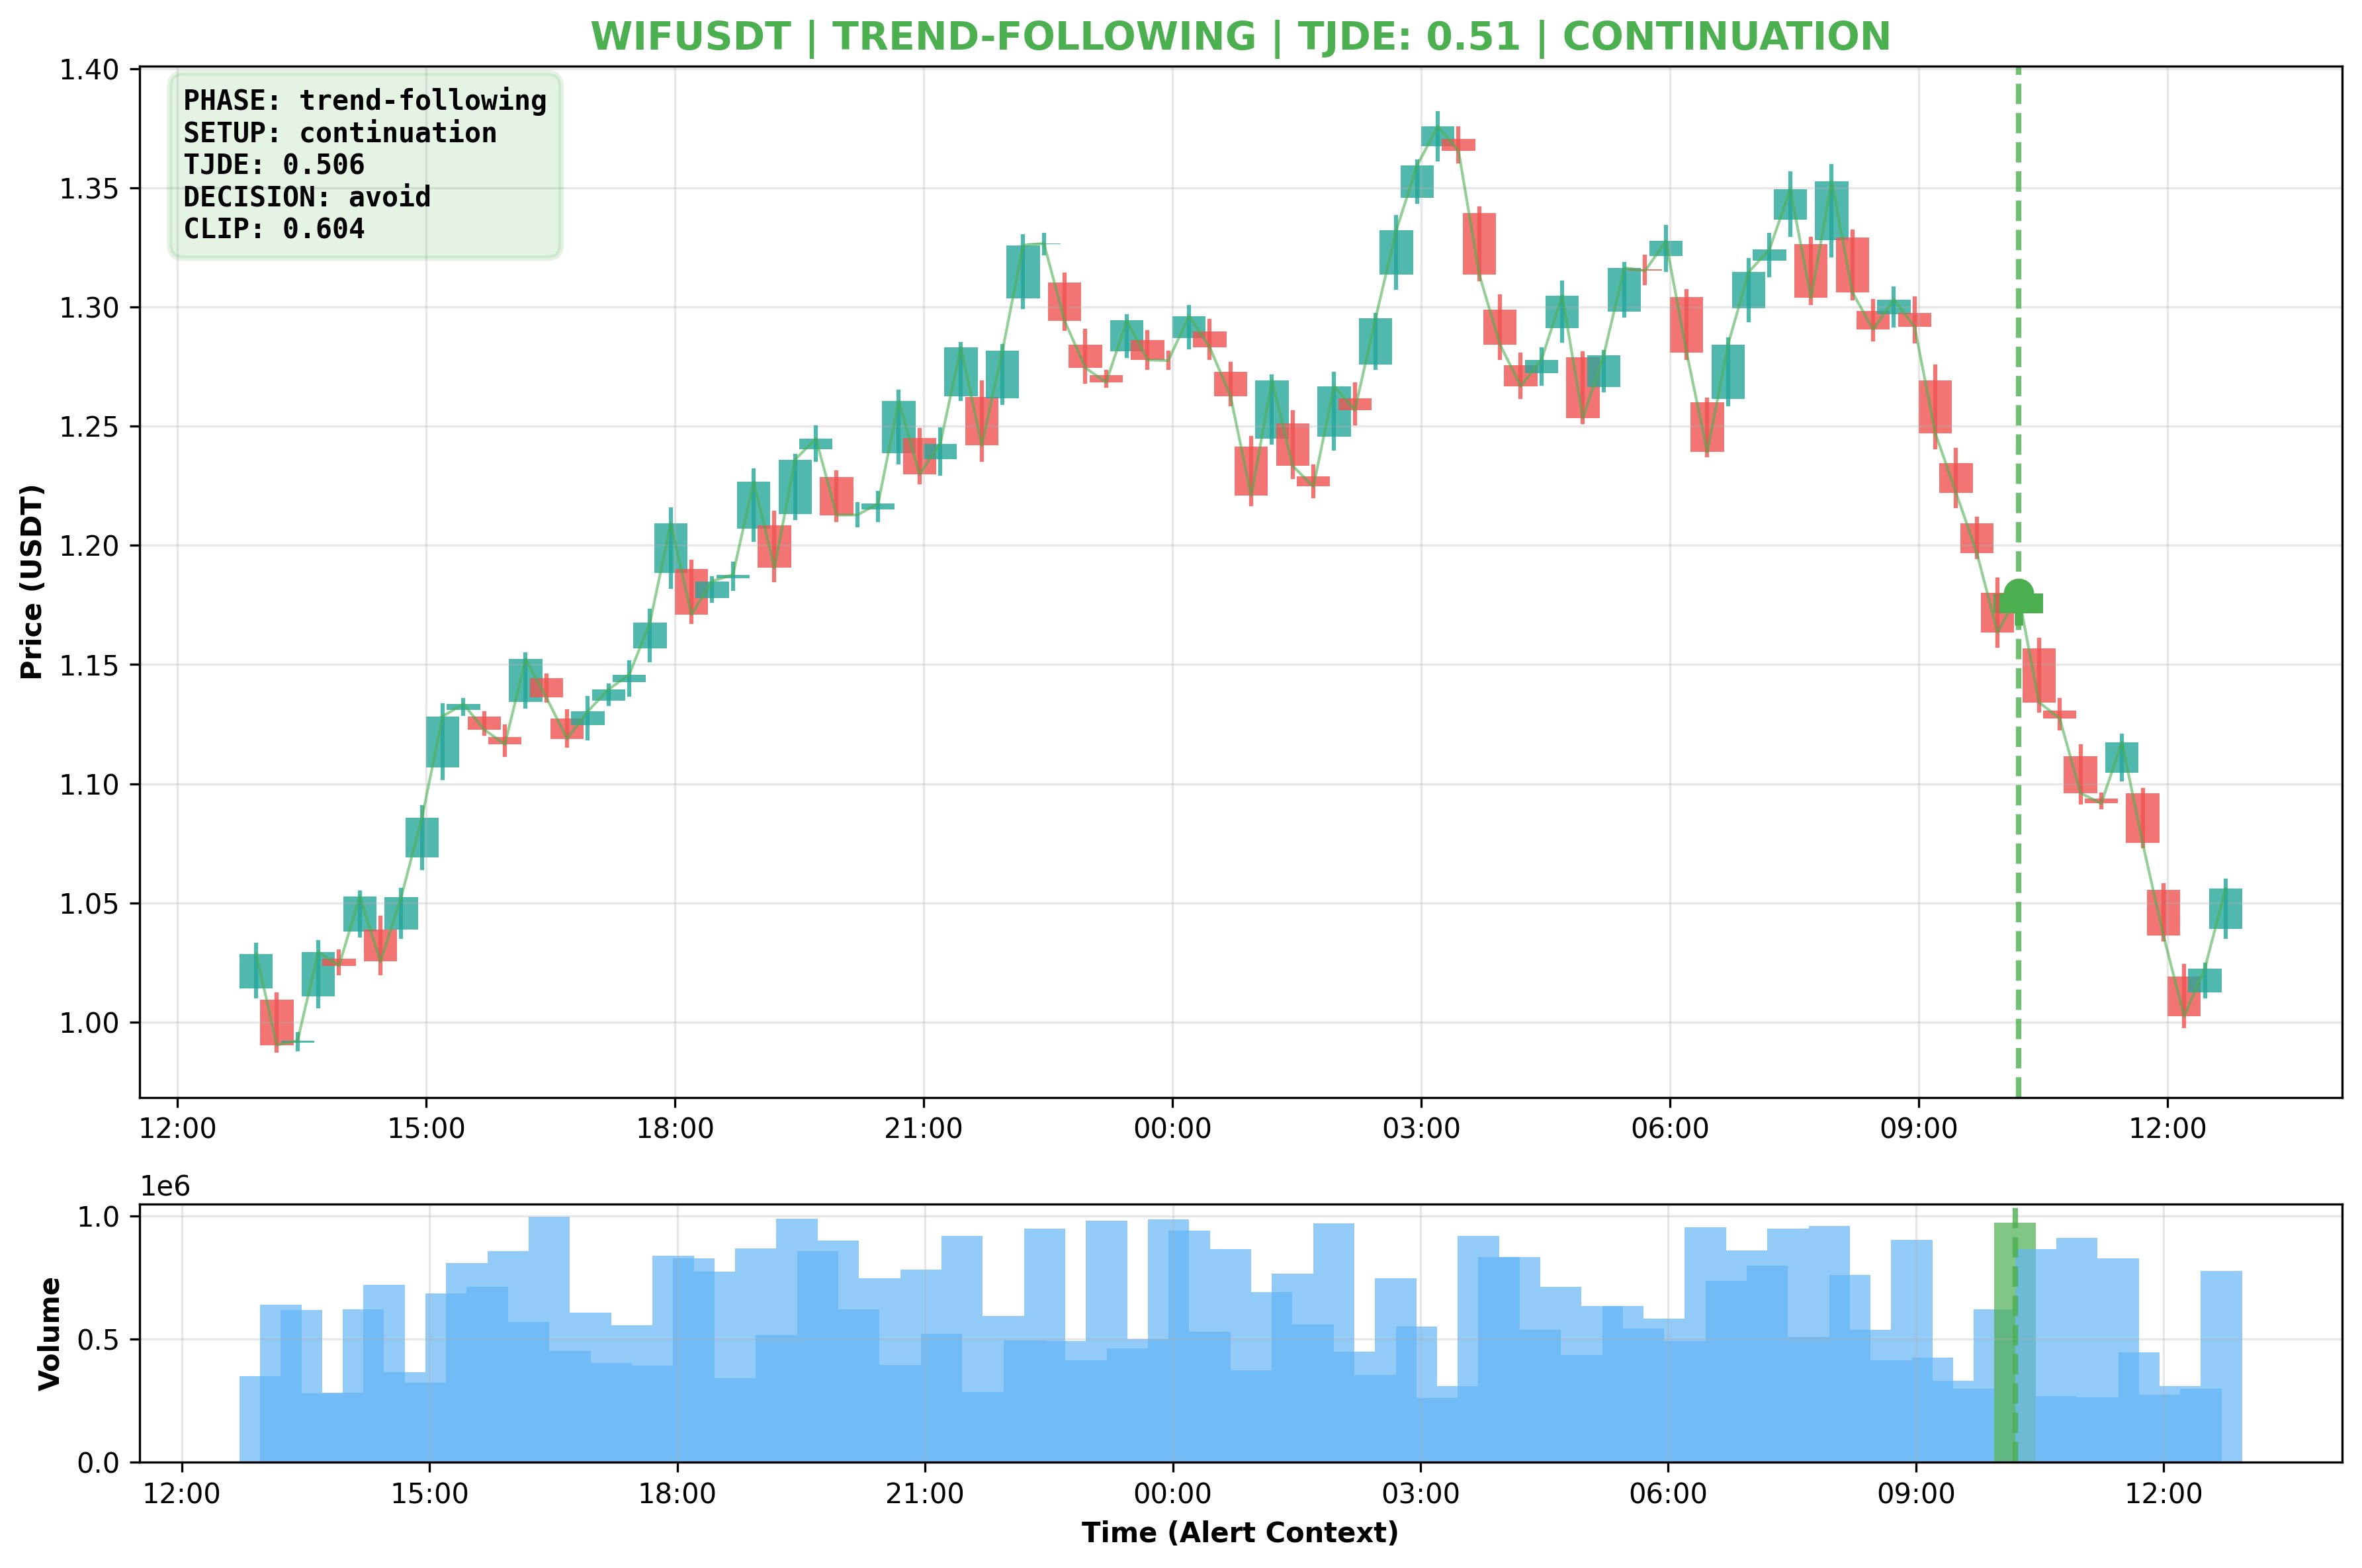 WIFUSDT | TREND-FOLLOWING | TJDE: 0.51 | CONTINUATION
PHASE: trend-following
SETUP: continuation
TJDE: 0.506
DECISION: avoid
CLIP: 0.604
Price (USDT)
1.40
1.35
1.30
1.25
1.20
1.15
1.10
1.05
1.00
12:00 15:00 18:00 21:00 00:00 03:00 06:00 09:00 12:00
1e6
Volume
1.0
0.5
0.0
12:00 15:00 18:00 21:00 00:00 03:00 06:00 09:00 12:00
Time (Alert Context)